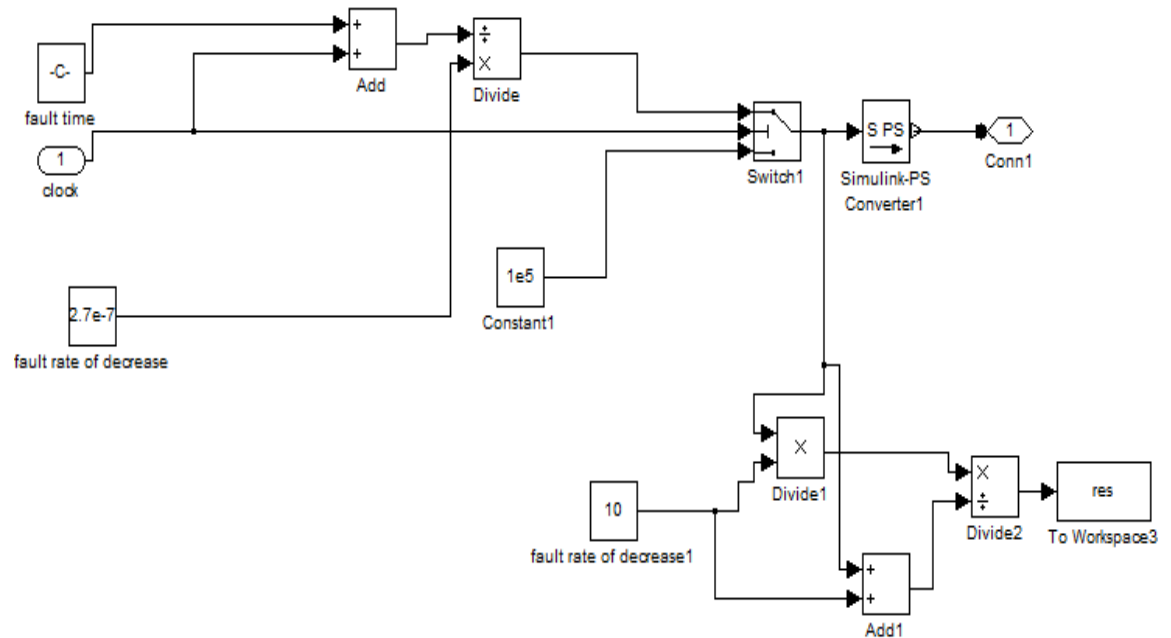 +
+
Add
-C-
fault time
÷
X
Divide
1
clock
Switch1
S PS
Simulink-PS
Converter1
1
Conn1
1e5
Constant1
2.7e-7
fault rate of decrease
X
Divide1
10
fault rate of decrease1
X
÷
Divide2
res
To Workspace3
+
+
Add1